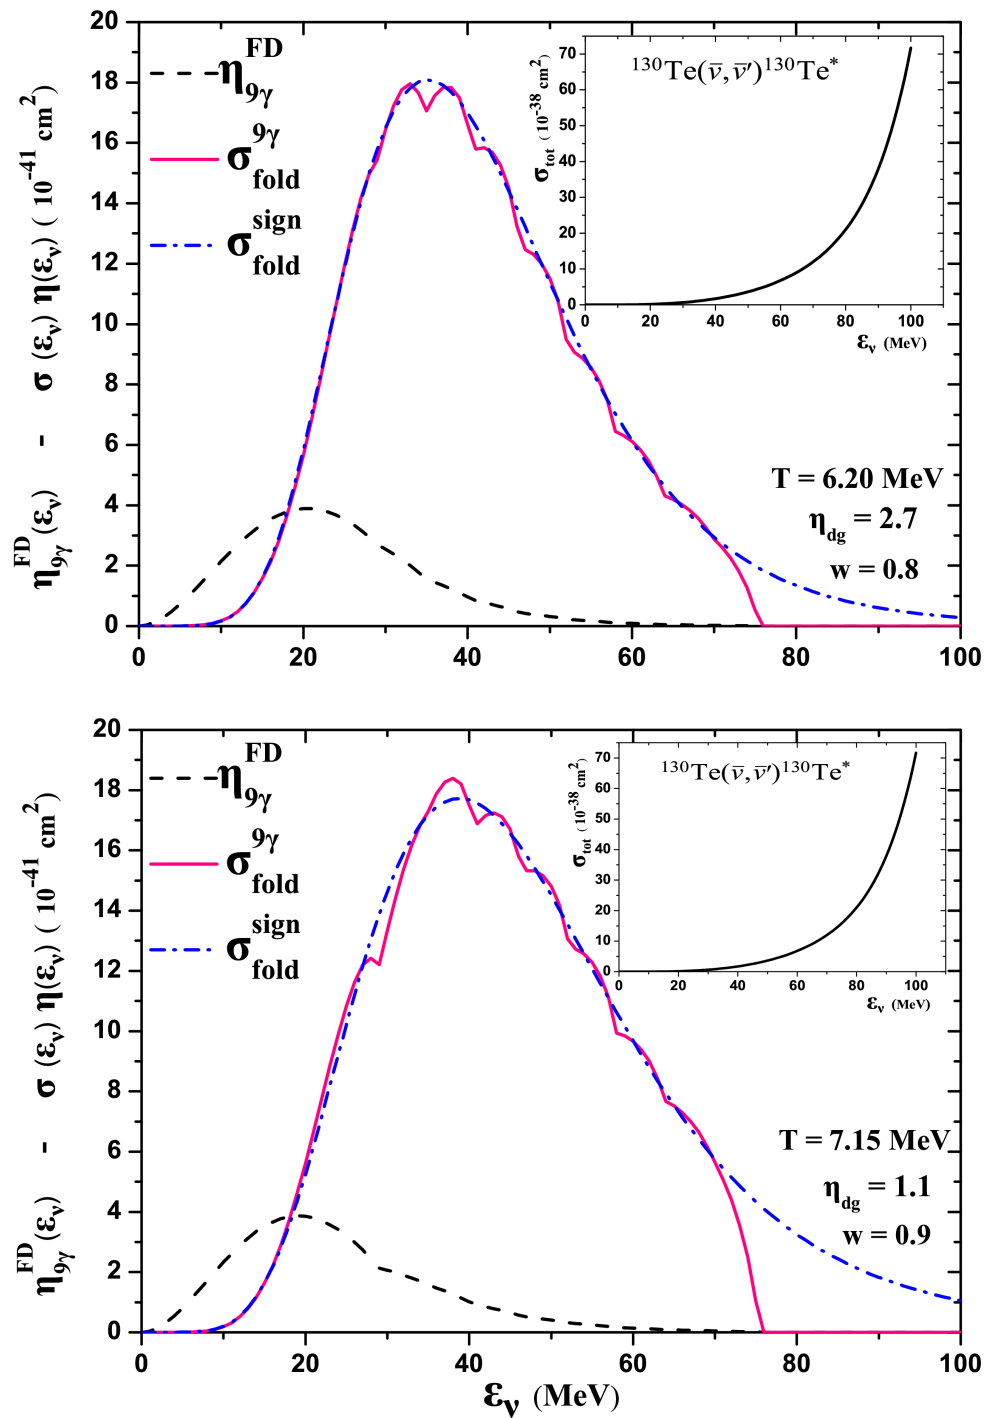 η^FD_9γ(ε_ν) - σ (ε_ν) η(ε_ν) ( 10^-41 cm^2)
20
18
16
14
12
10
8
6
4
2
0
η^FD_9γ
σ^9γ_fold
σ^sign_fold
σ_tot (10^-38 cm^2)
70
60
50
40
30
20
10
0
^130Te(ν̅,ν̅′)^130Te^*
0 20 40 60 80 100
ε_ν (MeV)
T = 6.20 MeV
η_dg = 2.7
w = 0.8
0 20 40 60 80 100
η^FD_9γ(ε_ν) - σ (ε_ν) η(ε_ν) ( 10^-41 cm^2)
20
18
16
14
12
10
8
6
4
2
0
η^FD_9γ
σ^9γ_fold
σ^sign_fold
σ_tot (10^-38 cm^2)
70
60
50
40
30
20
10
0
^130Te(ν̅,ν̅′)^130Te^*
0 20 40 60 80 100
ε_ν (MeV)
T = 7.15 MeV
η_dg = 1.1
w = 0.9
0 20 40 60 80 100
ε_ν (MeV)